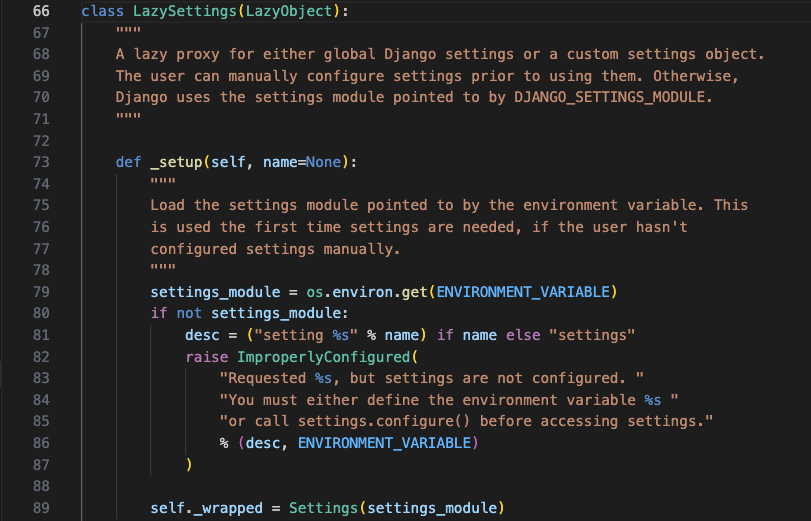 66 class LazySettings(LazyObject):
67 """
68 A lazy proxy for either global Django settings or a custom settings object.
69 The user can manually configure settings prior to using them. Otherwise,
70 Django uses the settings module pointed to by DJANGO_SETTINGS_MODULE.
71 """
72
73 def _setup(self, name=None):
74 """
75 Load the settings module pointed to by the environment variable. This
76 is used the first time settings are needed, if the user hasn't
77 configured settings manually.
78 """
79 settings_module = os.environ.get(ENVIRONMENT_VARIABLE)
80 if not settings_module:
81 desc = ("setting %s" % name) if name else "settings"
82 raise ImproperlyConfigured(
83 "Requested %s, but settings are not configured. "
84 "You must either define the environment variable %s "
85 "or call settings.configure() before accessing settings."
86 % (desc, ENVIRONMENT_VARIABLE)
87 )
88
89 self._wrapped = Settings(settings_module)